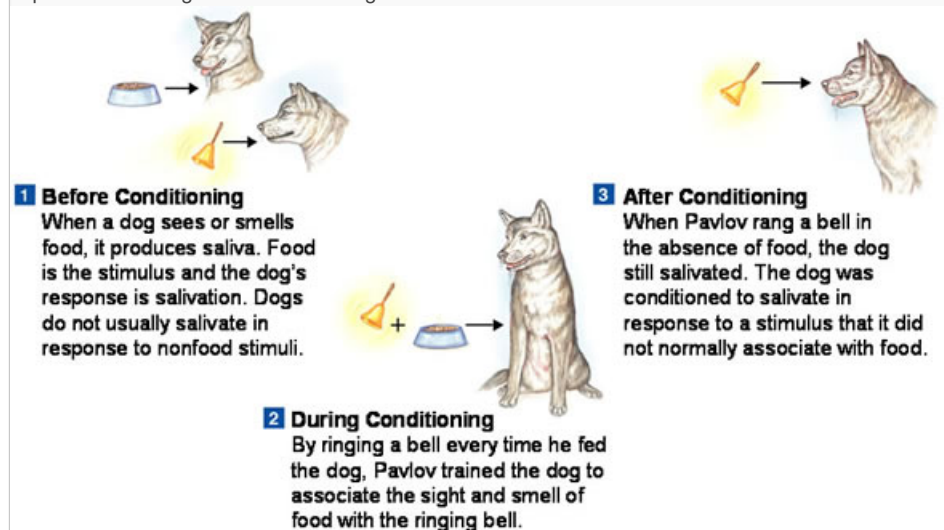 1 Before Conditioning
When a dog sees or smells
food, it produces saliva. Food
is the stimulus and the dog's
response is salivation. Dogs
do not usually salivate in
response to nonfood stimuli.
2 During Conditioning
By ringing a bell every time he fed
the dog, Pavlov trained the dog to
associate the sight and smell of
food with the ringing bell.
3 After Conditioning
When Pavlov rang a bell in
the absence of food, the dog
still salivated. The dog was
conditioned to salivate in
response to a stimulus that it did
not normally associate with food.